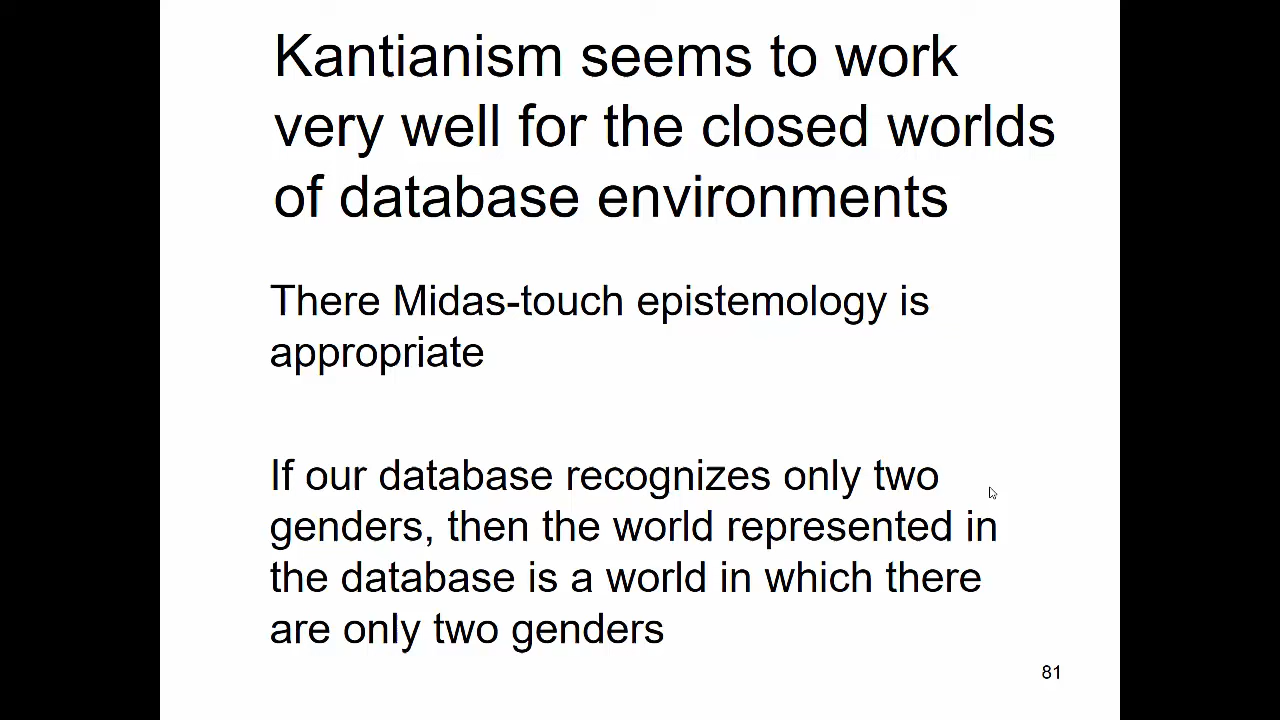 Kantianism seems to work
very well for the closed worlds
of database environments
There Midas-touch epistemology is
appropriate
If our database recognizes only two
genders, then the world represented in
the database is a world in which there
are only two genders
81